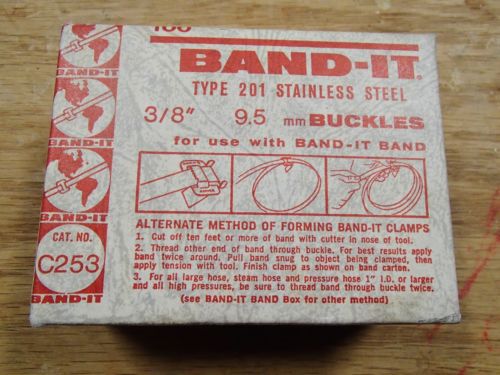 100
BAND-IT®
TYPE 201 STAINLESS STEEL
3/8" 9.5 mm BUCKLES
for use with BAND-IT BAND
ALTERNATE METHOD OF FORMING BAND-IT CLAMPS
1. Cut off ten feet or more of band with cutter in nose of tool.
2. Thread other end of band through buckle. For best results apply
band twice around. Pull band snug to object being clamped, then
apply tension with tool. Finish clamp as shown on band carton.
3. For all large hose, steam hose and pressure hose 1" I.D. or larger
and all high pressures, be sure to thread band through buckle twice.
(see BAND-IT BAND Box for other method)
BAND-IT
BAND-IT
CAT. NO.
C253
BAND-IT